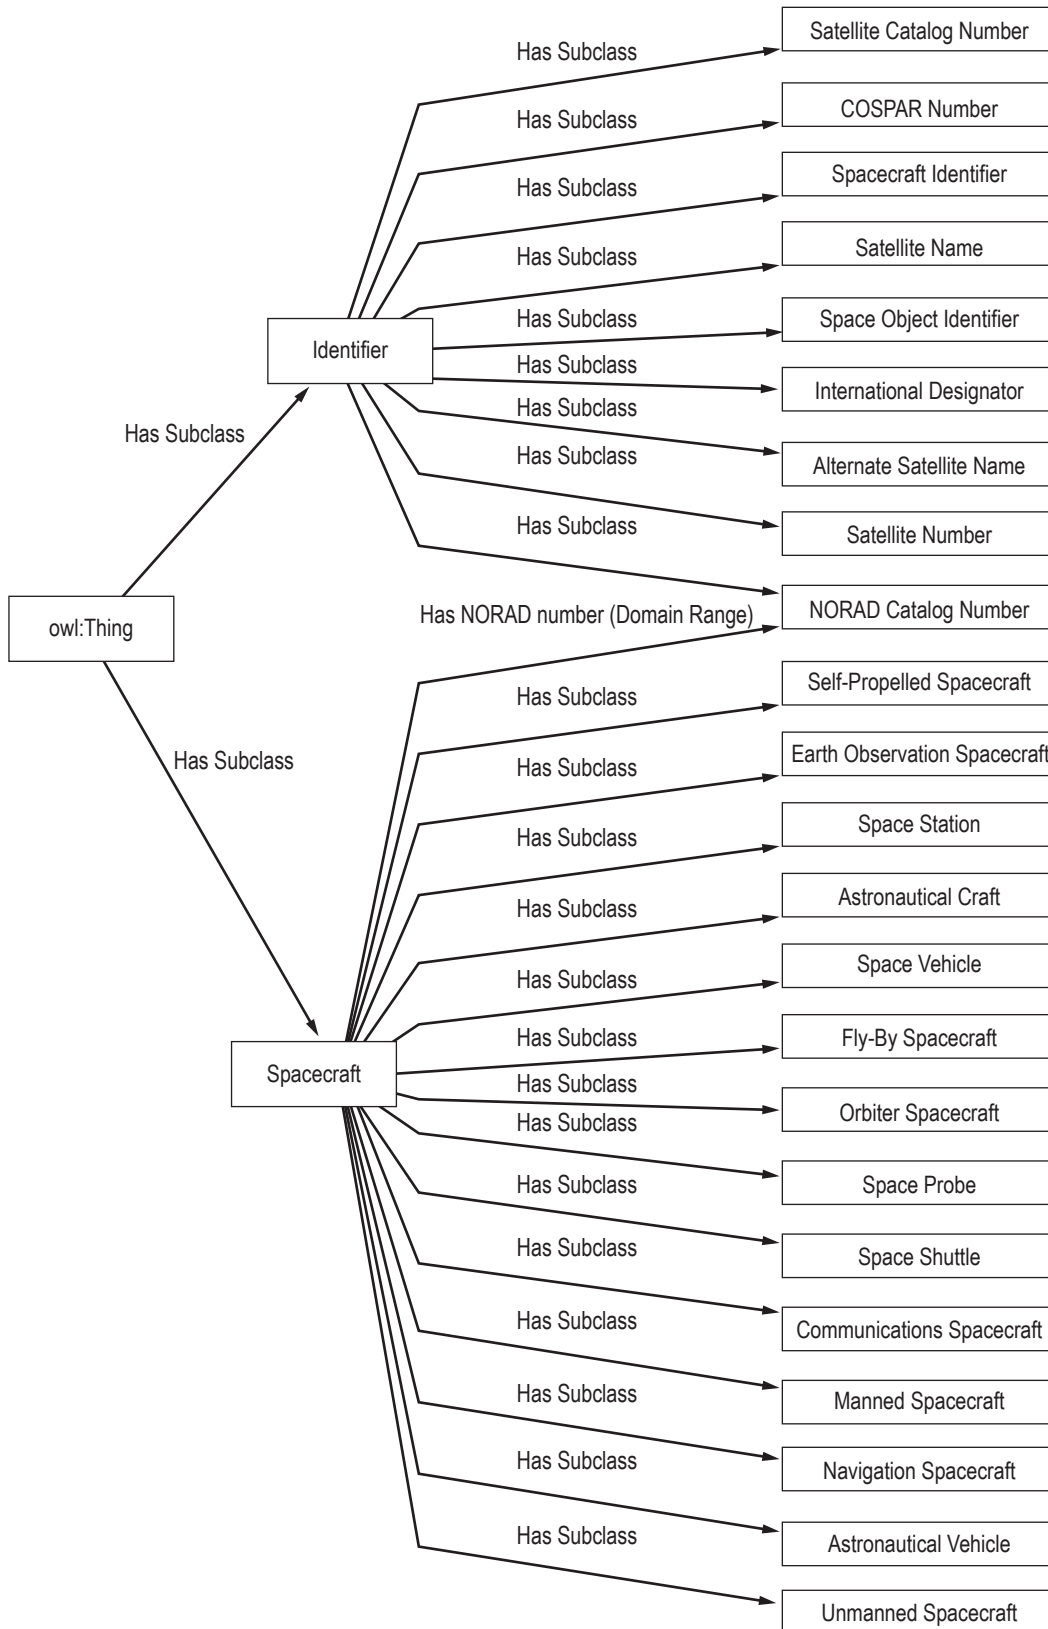 Satellite Catalog Number
Has Subclass
COSPAR Number
Has Subclass
Spacecraft Identifier
Has Subclass
Satellite Name
Has Subclass
Space Object Identifier
Has Subclass
Identifier
Has Subclass
International Designator
Has Subclass
Has Subclass
Alternate Satellite Name
Has Subclass
Has Subclass
Satellite Number
NORAD Catalog Number
Has NORAD number (Domain Range)
owl:Thing
Self-Propelled Spacecraft
Has Subclass
Earth Observation Spacecraft
Has Subclass
Has Subclass
Space Station
Has Subclass
Astronautical Craft
Has Subclass
Space Vehicle
Has Subclass
Fly-By Spacecraft
Has Subclass
Spacecraft
Has Subclass
Orbiter Spacecraft
Has Subclass
Space Probe
Has Subclass
Space Shuttle
Has Subclass
Communications Spacecraft
Has Subclass
Manned Spacecraft
Has Subclass
Navigation Spacecraft
Has Subclass
Astronautical Vehicle
Has Subclass
Unmanned Spacecraft